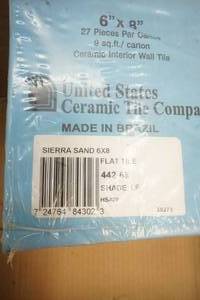 6" x 8"
27 Pieces Per Carton
9 sq.ft./ carton
Ceramic Interior Wall Tile
United States
Ceramic Tile Compa
MADE IN BRAZIL
SIERRA SAND 6X8
FLAT TILE
442-68
SHADE
7 24764 84302 3